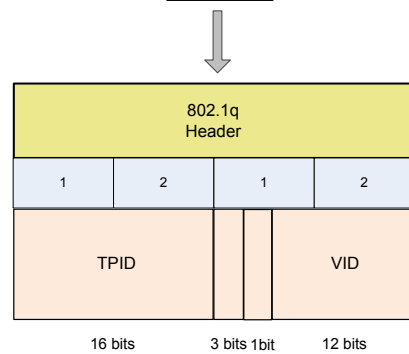 802.1q
Header
1 2 1 2
TPID VID
16 bits 3 bits 1bit 12 bits